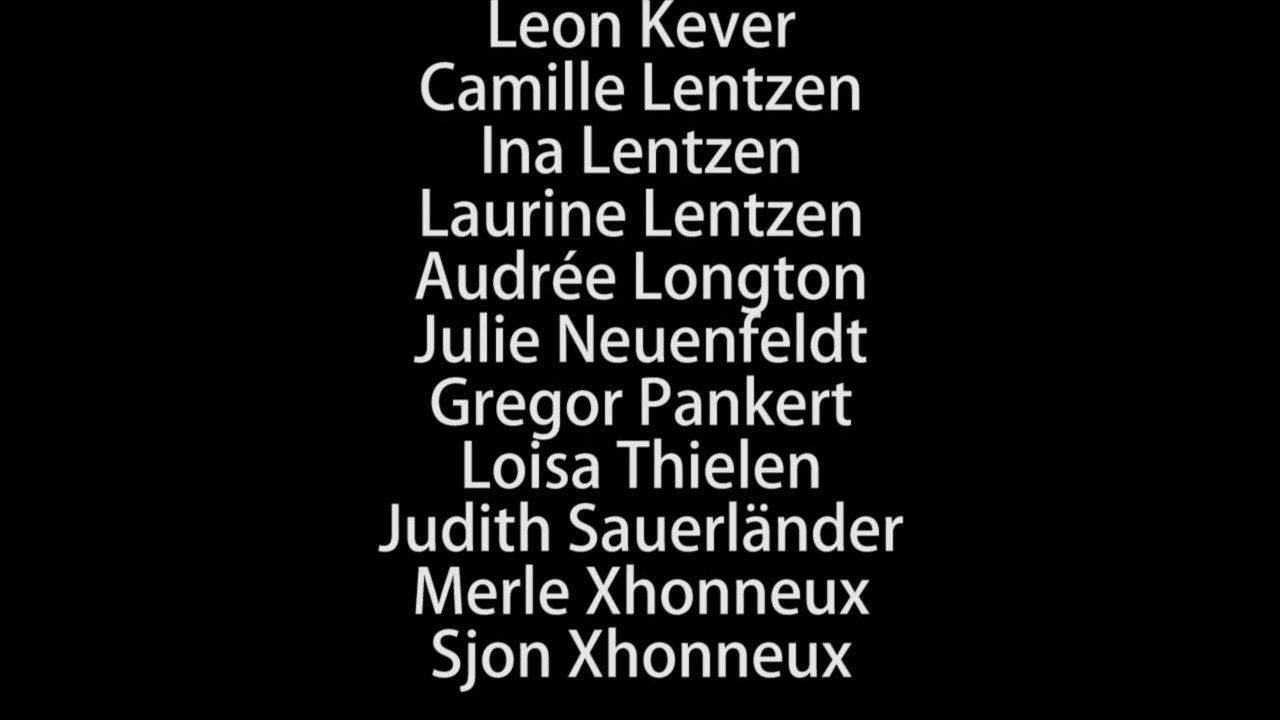 Leon Kever
Camille Lentzen
Ina Lentzen
Laurine Lentzen
Audrée Longton
Julie Neuenfeldt
Gregor Pankert
Loisa Thielen
Judith Sauerländer
Merle Xhonneux
Sjon Xhonneux